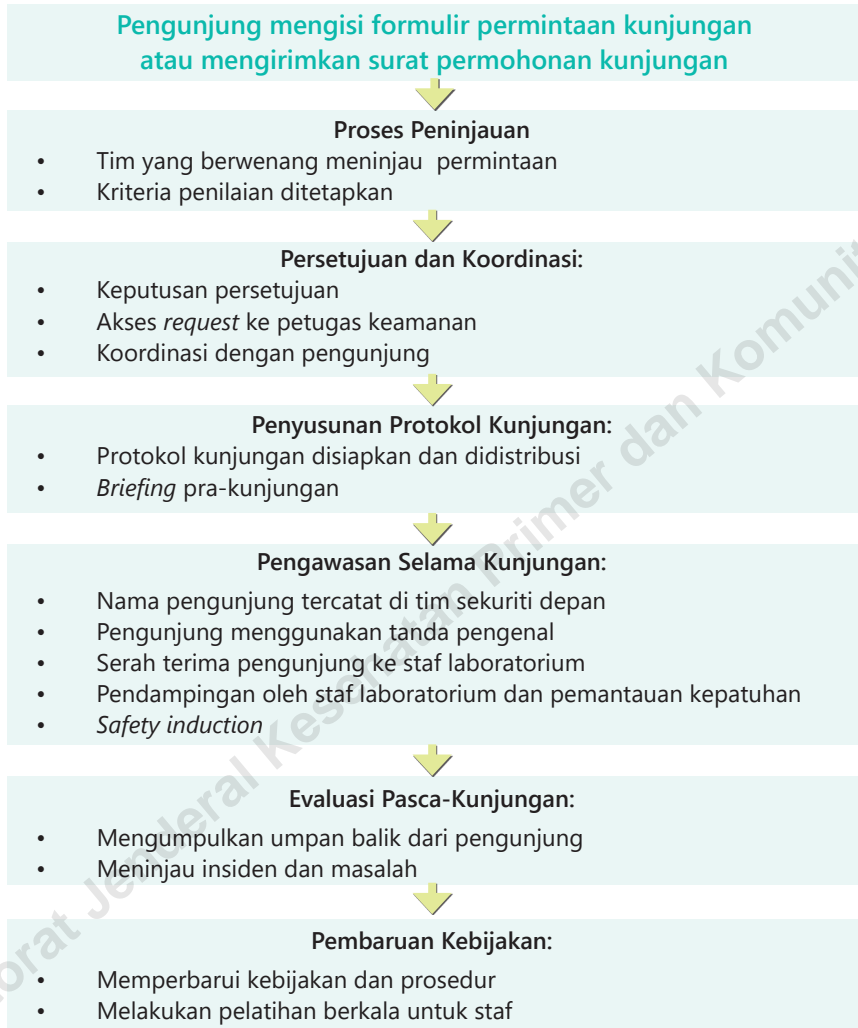 Pengunjung mengisi formulir permintaan kunjungan
atau mengirimkan surat permohonan kunjungan
Proses Peninjauan
• Tim yang berwenang meninjau permintaan
• Kriteria penilaian ditetapkan
Persetujuan dan Koordinasi:
• Keputusan persetujuan
• Akses request ke petugas keamanan
• Koordinasi dengan pengunjung
Penyusunan Protokol Kunjungan:
• Protokol kunjungan disiapkan dan didistribusi
• Briefing pra-kunjungan
Pengawasan Selama Kunjungan:
• Nama pengunjung tercatat di tim sekuriti depan
• Pengunjung menggunakan tanda pengenal
• Serah terima pengunjung ke staf laboratorium
• Pendampingan oleh staf laboratorium dan pemantauan kepatuhan
• Safety induction
Evaluasi Pasca-Kunjungan:
• Mengumpulkan umpan balik dari pengunjung
• Meninjau insiden dan masalah
Pembaruan Kebijakan:
• Memperbarui kebijakan dan prosedur
• Melakukan pelatihan berkala untuk staf
Jenderal Kesehatan Primer dan